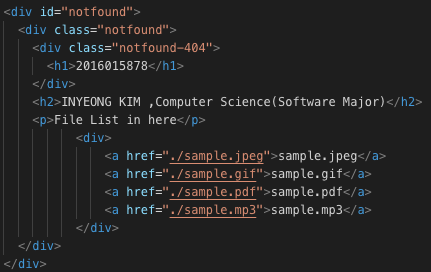 <div id="notfound">
<div class="notfound">
<div class="notfound-404">
<h1>2016015878</h1>
</div>
<h2>INYEONG KIM ,Computer Science(Software Major)</h2>
<p>File List in here</p>
<div>
<a href="./sample.jpeg">sample.jpeg</a>
<a href="./sample.gif">sample.gif</a>
<a href="./sample.pdf">sample.pdf</a>
<a href="./sample.mp3">sample.mp3</a>
</div>
</div>
</div>